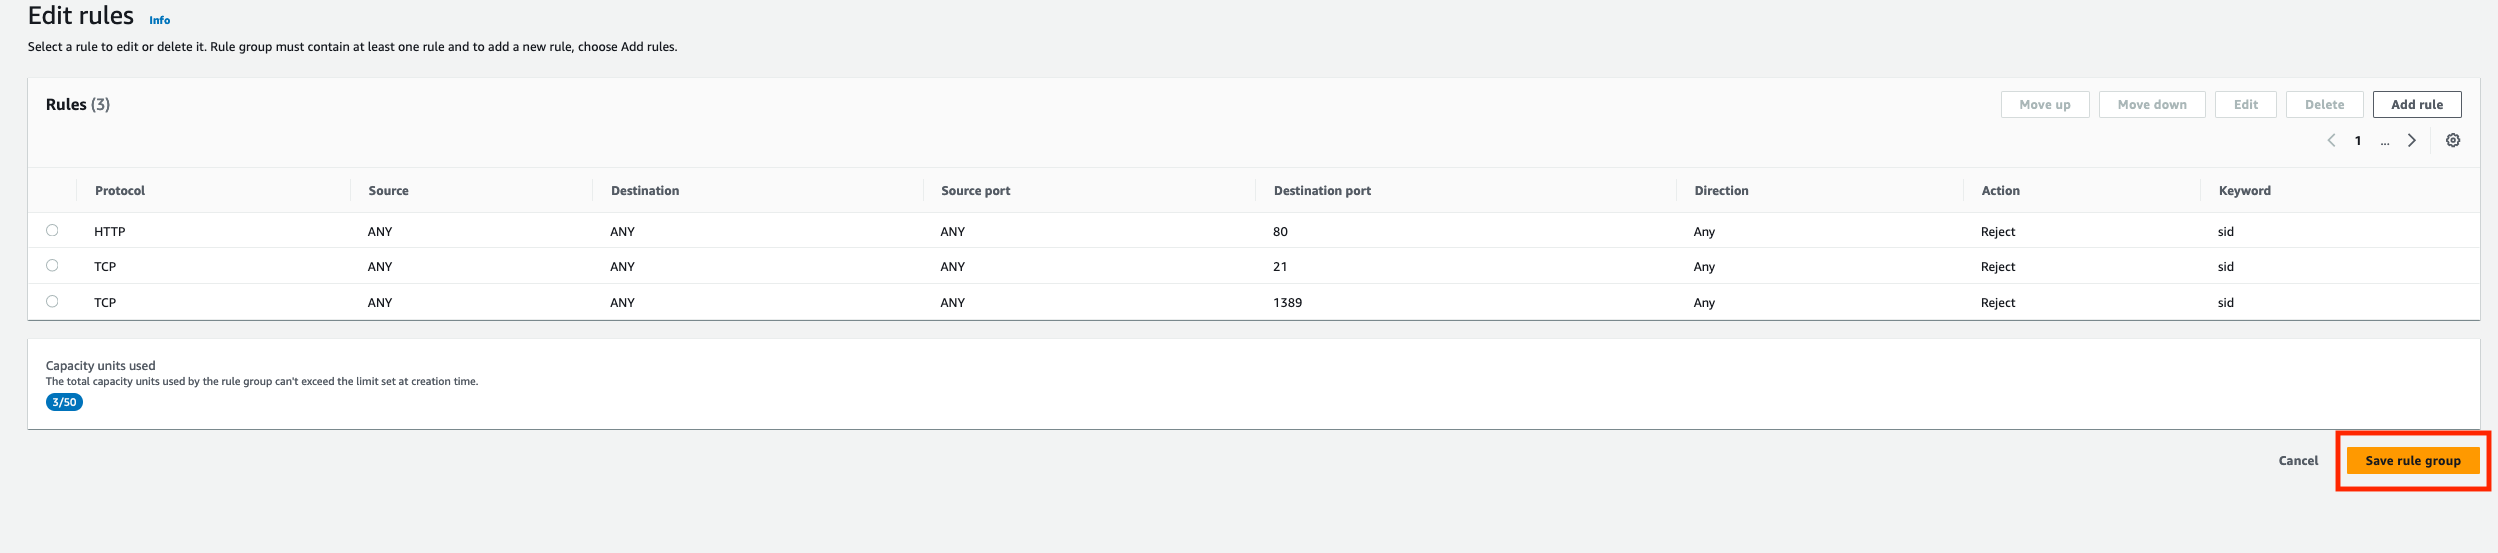 Edit rules Info
Select a rule to edit or delete it. Rule group must contain at least one rule and to add a new rule, choose Add rules.
Rules (3) Move up Move down Edit Delete Add rule
1 ...
Protocol Source Destination Source port Destination port Direction Action Keyword
HTTP ANY ANY ANY 80 Any Reject sid
TCP ANY ANY ANY 21 Any Reject sid
TCP ANY ANY ANY 1389 Any Reject sid
Capacity units used
The total capacity units used by the rule group can't exceed the limit set at creation time.
3/50
Cancel Save rule group